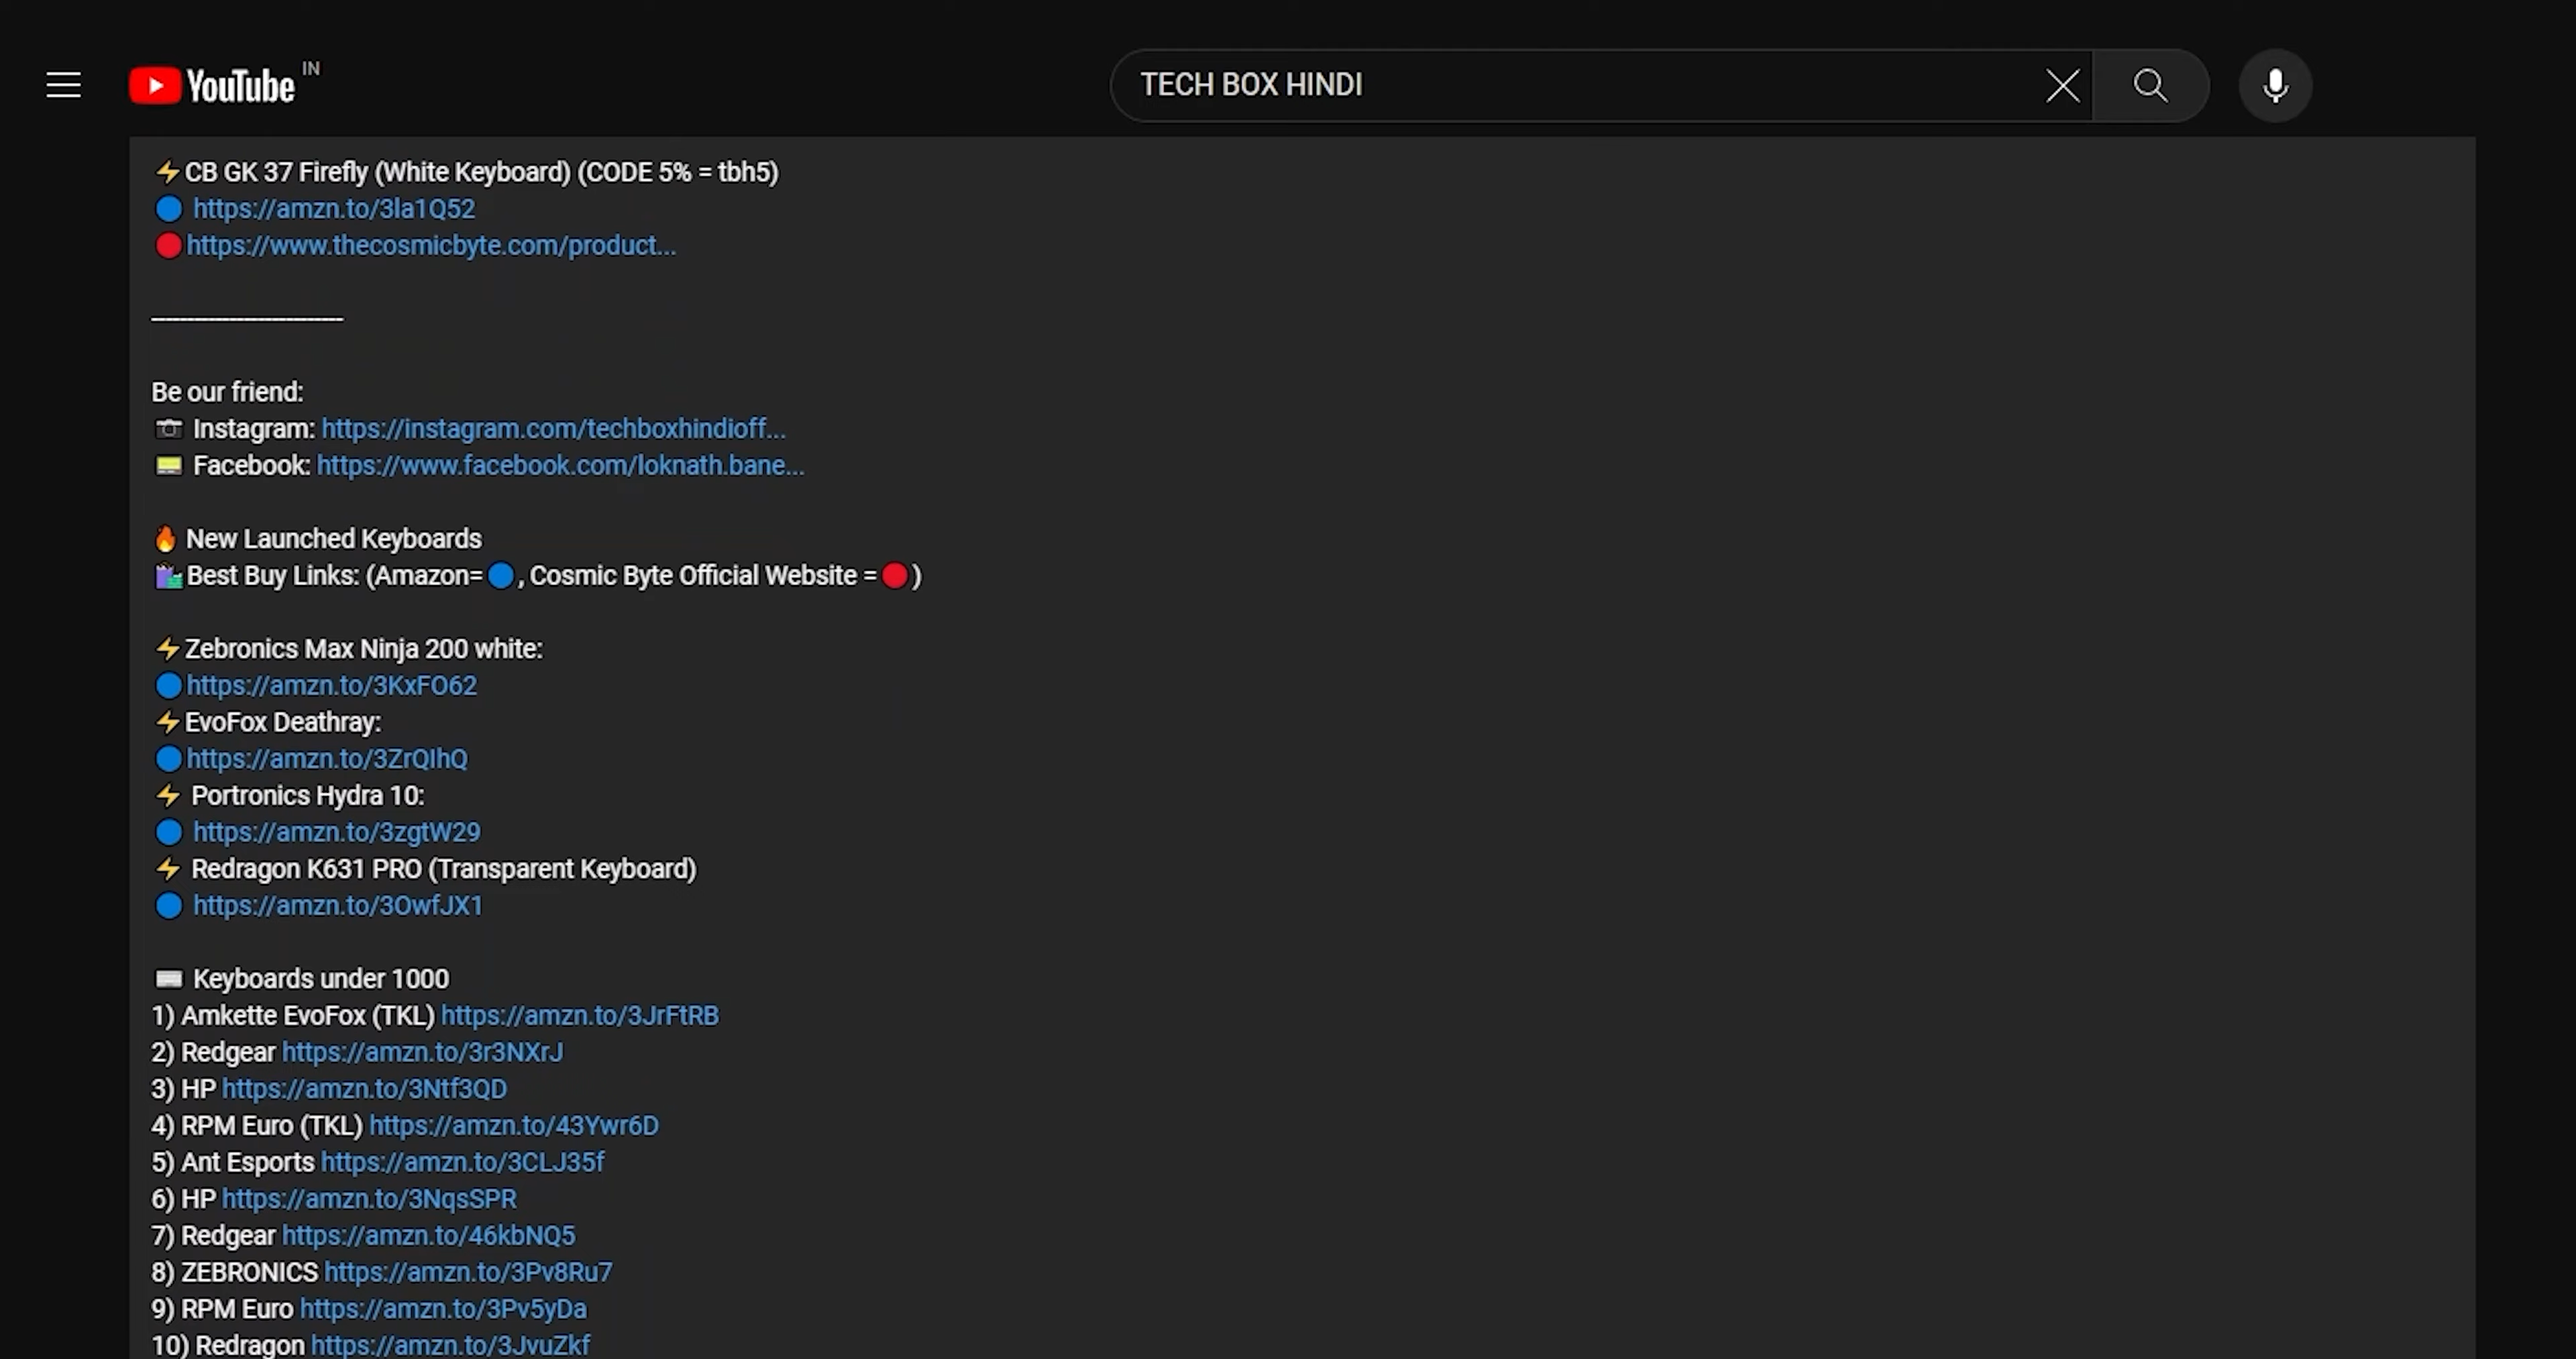 YouTube IN
TECH BOX HINDI
⚡CB GK 37 Firefly (White Keyboard) (CODE 5% = tbh5)
🔵 https://amzn.to/3la1Q52
🔴https://www.thecosmicbyte.com/product...
Be our friend:
📷 Instagram: https://instagram.com/techboxhindioff...
📟 Facebook: https://www.facebook.com/loknath.bane...
🔥 New Launched Keyboards
🛍️Best Buy Links: (Amazon=🔵, Cosmic Byte Official Website =🔴)
⚡Zebronics Max Ninja 200 white:
🔵https://amzn.to/3KxFO62
⚡EvoFox Deathray:
🔵https://amzn.to/3ZrQIhQ
⚡ Portronics Hydra 10:
🔵 https://amzn.to/3zgtW29
⚡ Redragon K631 PRO (Transparent Keyboard)
🔵 https://amzn.to/3OwfJX1
⌨️ Keyboards under 1000
1) Amkette EvoFox (TKL) https://amzn.to/3JrFtRB
2) Redgear https://amzn.to/3r3NXrJ
3) HP https://amzn.to/3Ntf3QD
4) RPM Euro (TKL) https://amzn.to/43Ywr6D
5) Ant Esports https://amzn.to/3CLJ35f
6) HP https://amzn.to/3NqsSPR
7) Redgear https://amzn.to/46kbNQ5
8) ZEBRONICS https://amzn.to/3Pv8Ru7
9) RPM Euro https://amzn.to/3Pv5yDa
10) Redragon https://amzn.to/3JvuZkf